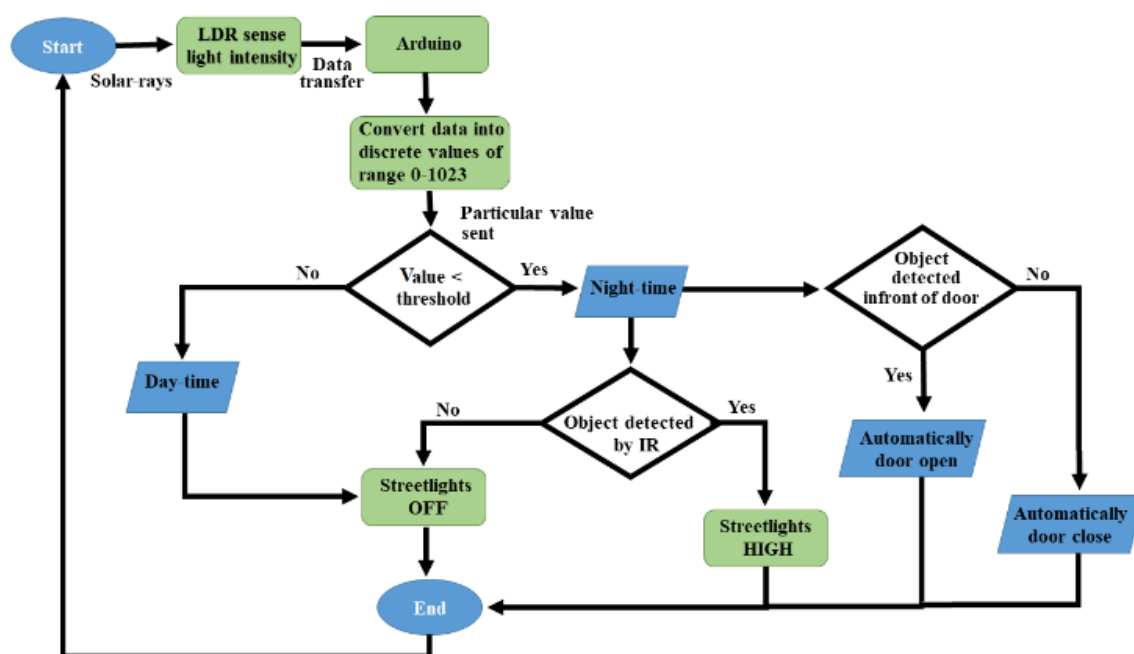 Start
LDR sense
light intensity
Arduino
Solar-rays
Data
transfer
Convert data into
discrete values of
range 0-1023
Particular value
sent
No
Value <
threshold
Yes
Night-time
Object
detected
infront of door
No
Day-time
Yes
No
Object detected
by IR
Yes
Automatically
door open
Streetlights
OFF
Streetlights
HIGH
Automatically
door close
End